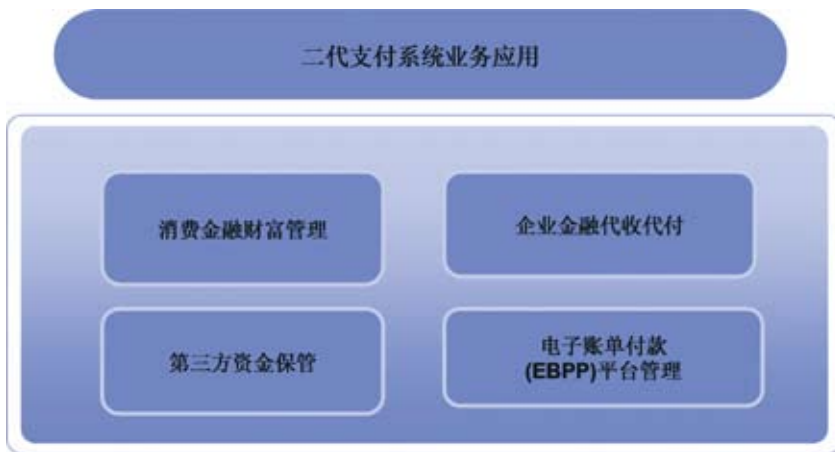 二代支付系统业务应用
消费金融财富管理
企业金融代收代付
第三方资金保管
电子账单付款
(EBPP)平台管理